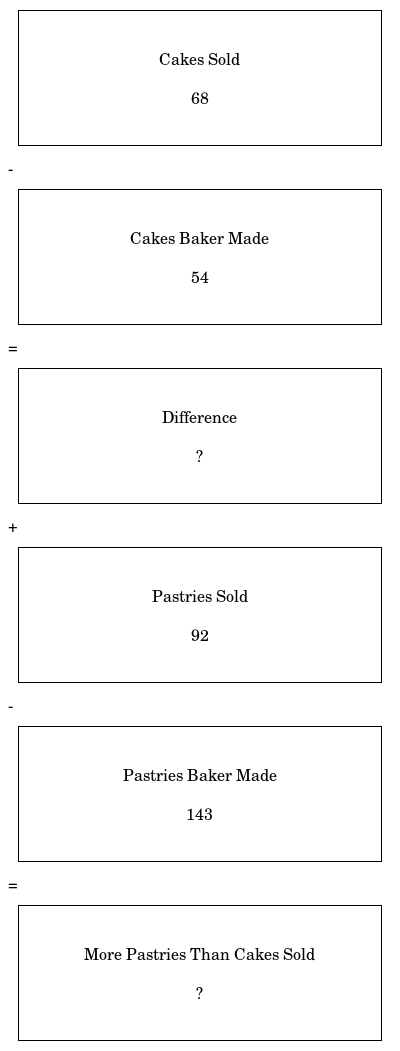 Cakes Sold
68
-
Cakes Baker Made
54
=
Difference
?
+
Pastries Sold
92
-
Pastries Baker Made
143
=
More Pastries Than Cakes Sold
?